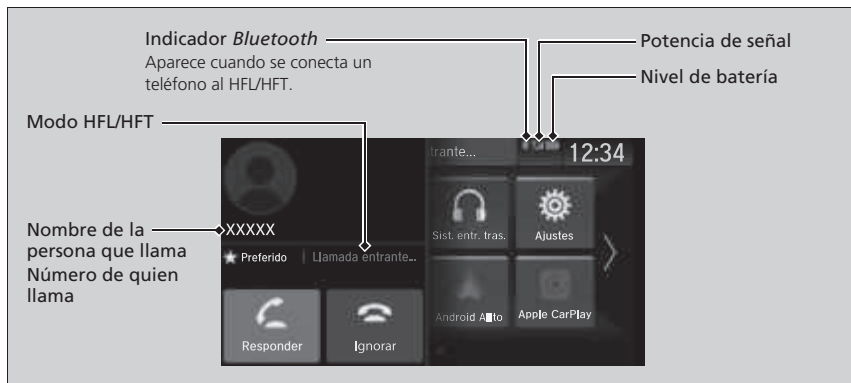 Indicador Bluetooth
Aparece cuando se conecta un
teléfono al HFL/HFT.
Potencia de señal
Nivel de batería
Modo HFL/HFT
Nombre de la
persona que llama
Número de quien
llama
trante...
12:34
XXXXX
Preferido
Llamada entrante...
Responder
Ignorar
Sist. entr. tras.
Ajustes
Android Auto
Apple CarPlay